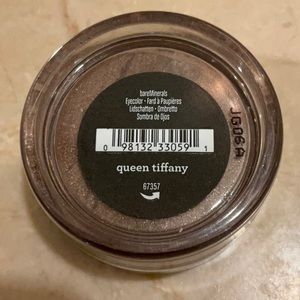 bareMinerals
Eyecolor • Fard à Paupières
Lidschatten • Ombretto
Sombra de Ojos
0 98132 33059 1
queen tiffany
67357
JG06A